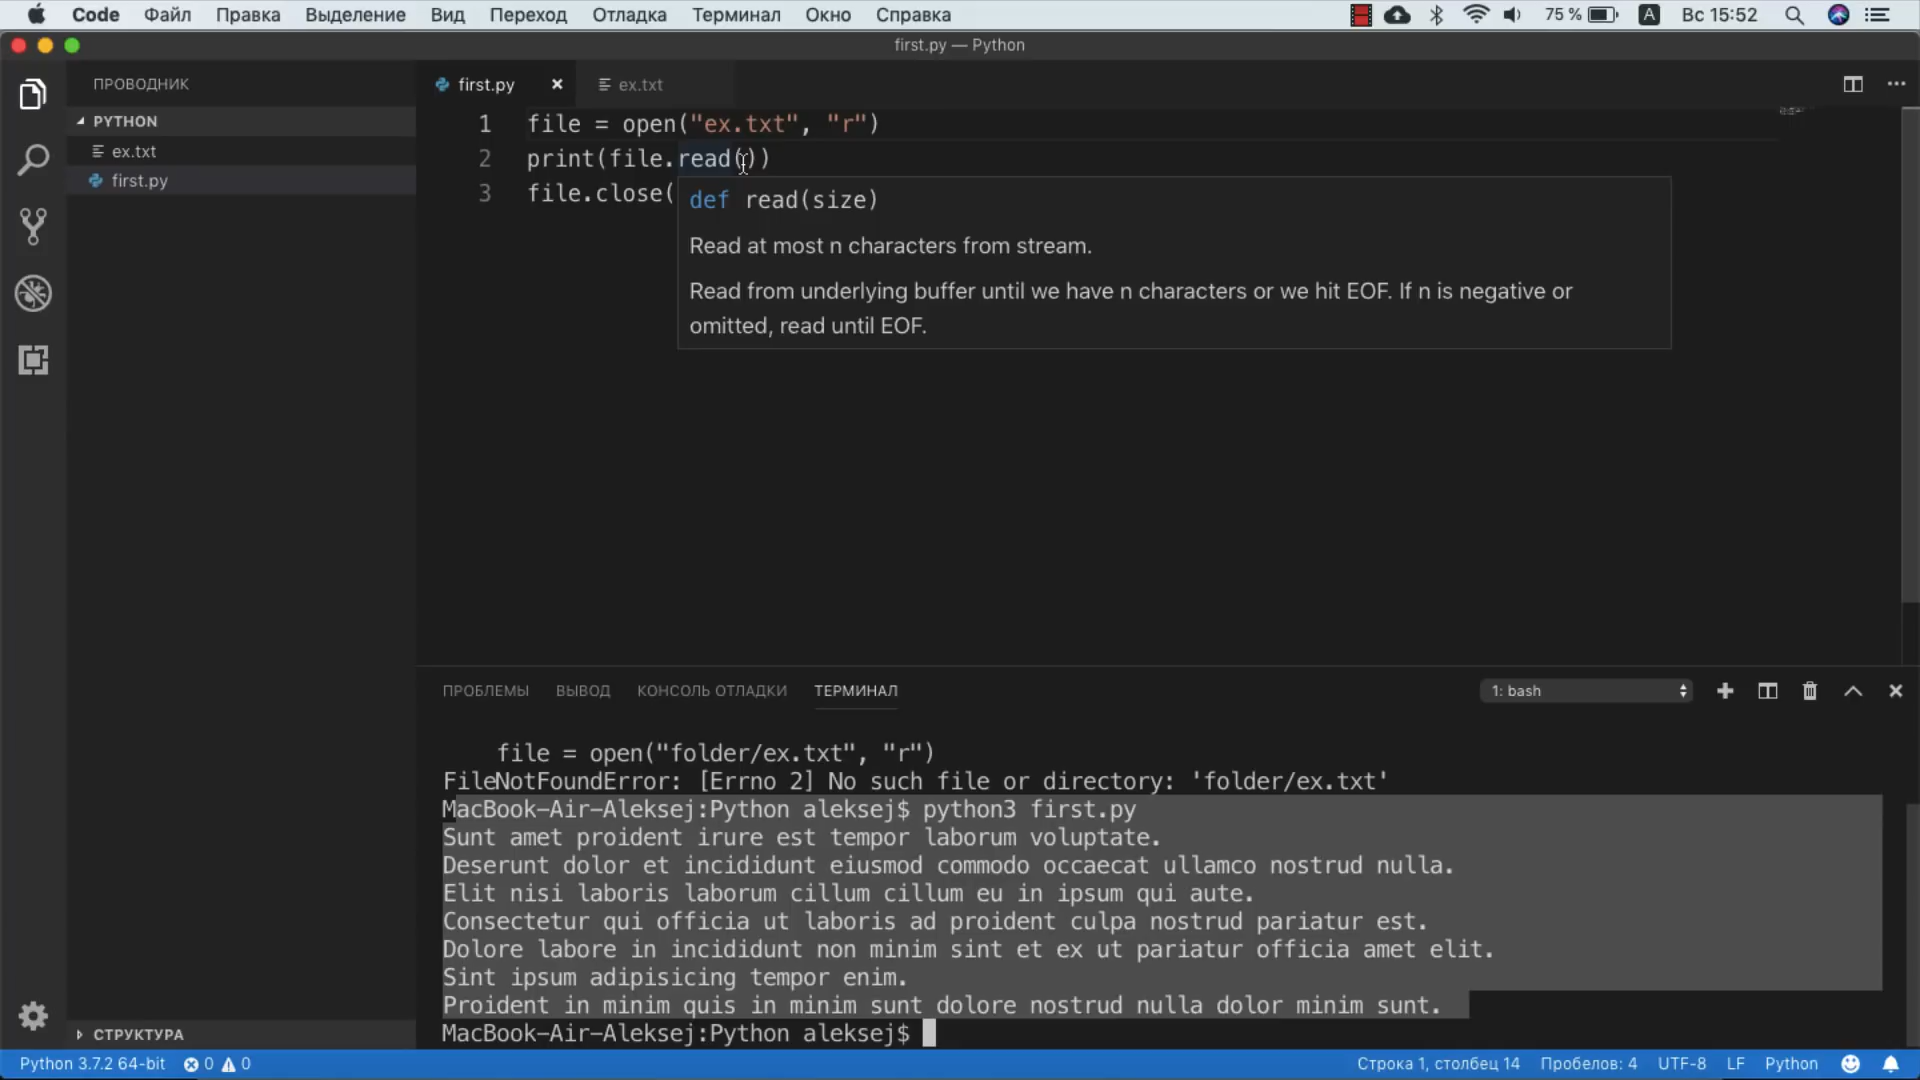 Code Файл Правка Выделение Вид Переход Отладка Терминал Окно Справка 75 % A Вс 15:52
first.py — Python
ПРОВОДНИК
PYTHON
ex.txt
first.py
СТРУКТУРА
first.py ex.txt
1 file = open("ex.txt", "r")
2 print(file.read())
3 file.close(
def read(size)
Read at most n characters from stream.
Read from underlying buffer until we have n characters or we hit EOF. If n is negative or
omitted, read until EOF.
ПРОБЛЕМЫ ВЫВОД КОНСОЛЬ ОТЛАДКИ ТЕРМИНАЛ 1: bash
file = open("folder/ex.txt", "r")
FileNotFoundError: [Errno 2] No such file or directory: 'folder/ex.txt'
MacBook-Air-Aleksej:Python aleksej$ python3 first.py
Sunt amet proident irure est tempor laborum voluptate.
Deserunt dolor et incididunt eiusmod commodo occaecat ullamco nostrud nulla.
Elit nisi laboris laborum cillum cillum eu in ipsum qui aute.
Consectetur qui officia ut laboris ad proident culpa nostrud pariatur est.
Dolore labore in incididunt non minim sint et ex ut pariatur officia amet elit.
Sint ipsum adipisicing tempor enim.
Proident in minim quis in minim sunt dolore nostrud nulla dolor minim sunt.
MacBook-Air-Aleksej:Python aleksej$
Python 3.7.2 64-bit 0 0 Строка 1, столбец 14 Пробелов: 4 UTF-8 LF Python